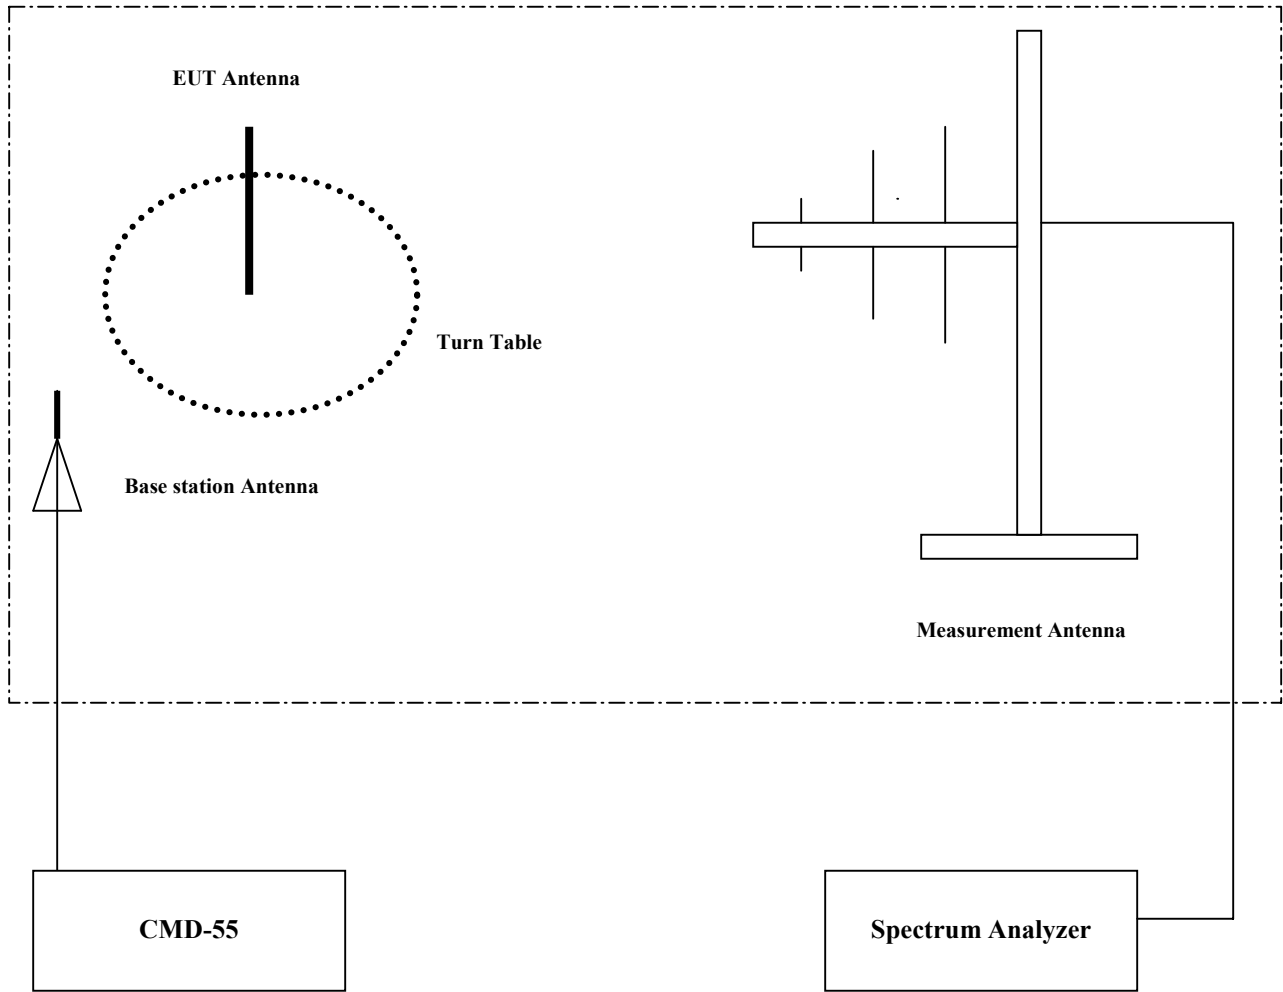 EUT Antenna
Turn Table
Base station Antenna
Measurement Antenna
CMD-55
Spectrum Analyzer